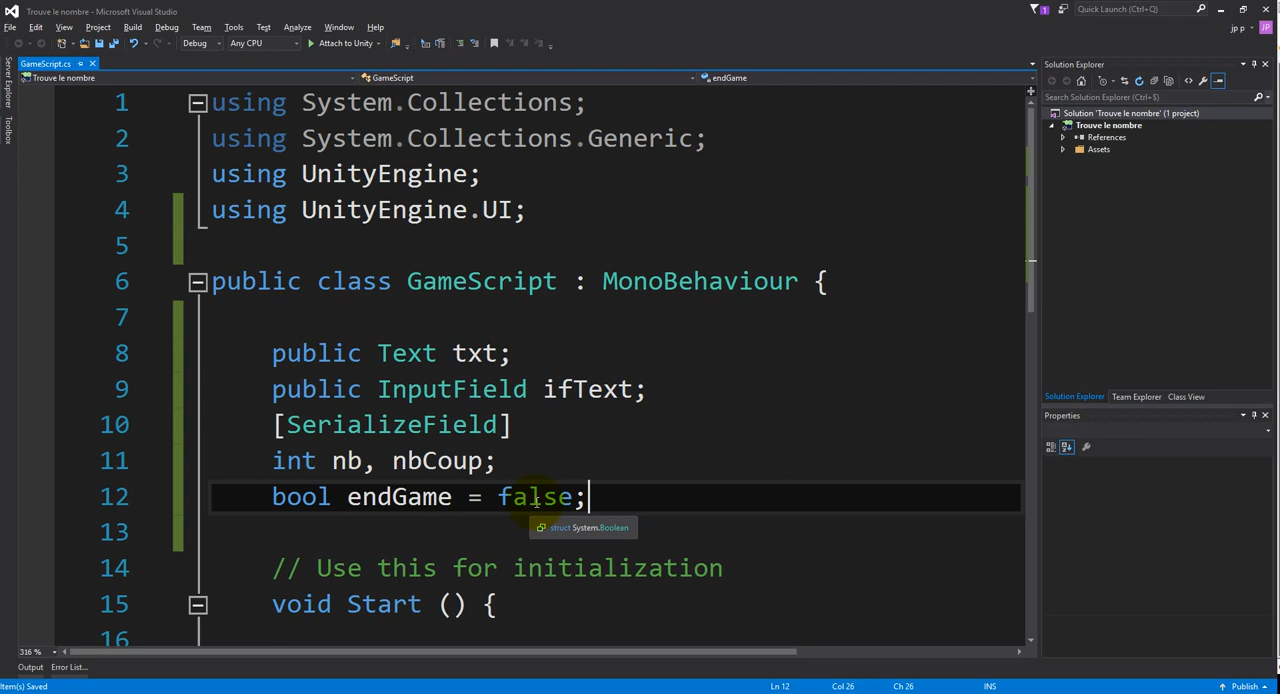 Trouve le nombre - Microsoft Visual Studio
1
Quick Launch (Ctrl+Q)
File Edit View Project Build Debug Team Tools Test Analyze Window Help
jp p
JP
Debug Any CPU Attach to Unity
GameScript.cs
Trouve le nombre GameScript endGame
Server Explorer
Toolbox
1 using System.Collections;
2 using System.Collections.Generic;
3 using UnityEngine;
4 using UnityEngine.UI;
5
6 public class GameScript : MonoBehaviour {
7
8 public Text txt;
9 public InputField ifText;
10 [SerializeField]
11 int nb, nbCoup;
12 bool endGame = false;
struct System.Boolean
13
14 // Use this for initialization
15 void Start () {
16
316 %
Solution Explorer
Search Solution Explorer (Ctrl+$)
Solution 'Trouve le nombre' (1 project)
Trouve le nombre
References
Assets
Solution Explorer Team Explorer Class View
Properties
Output Error List...
Item(s) Saved
Ln 12 Col 26 Ch 26 INS
Publish